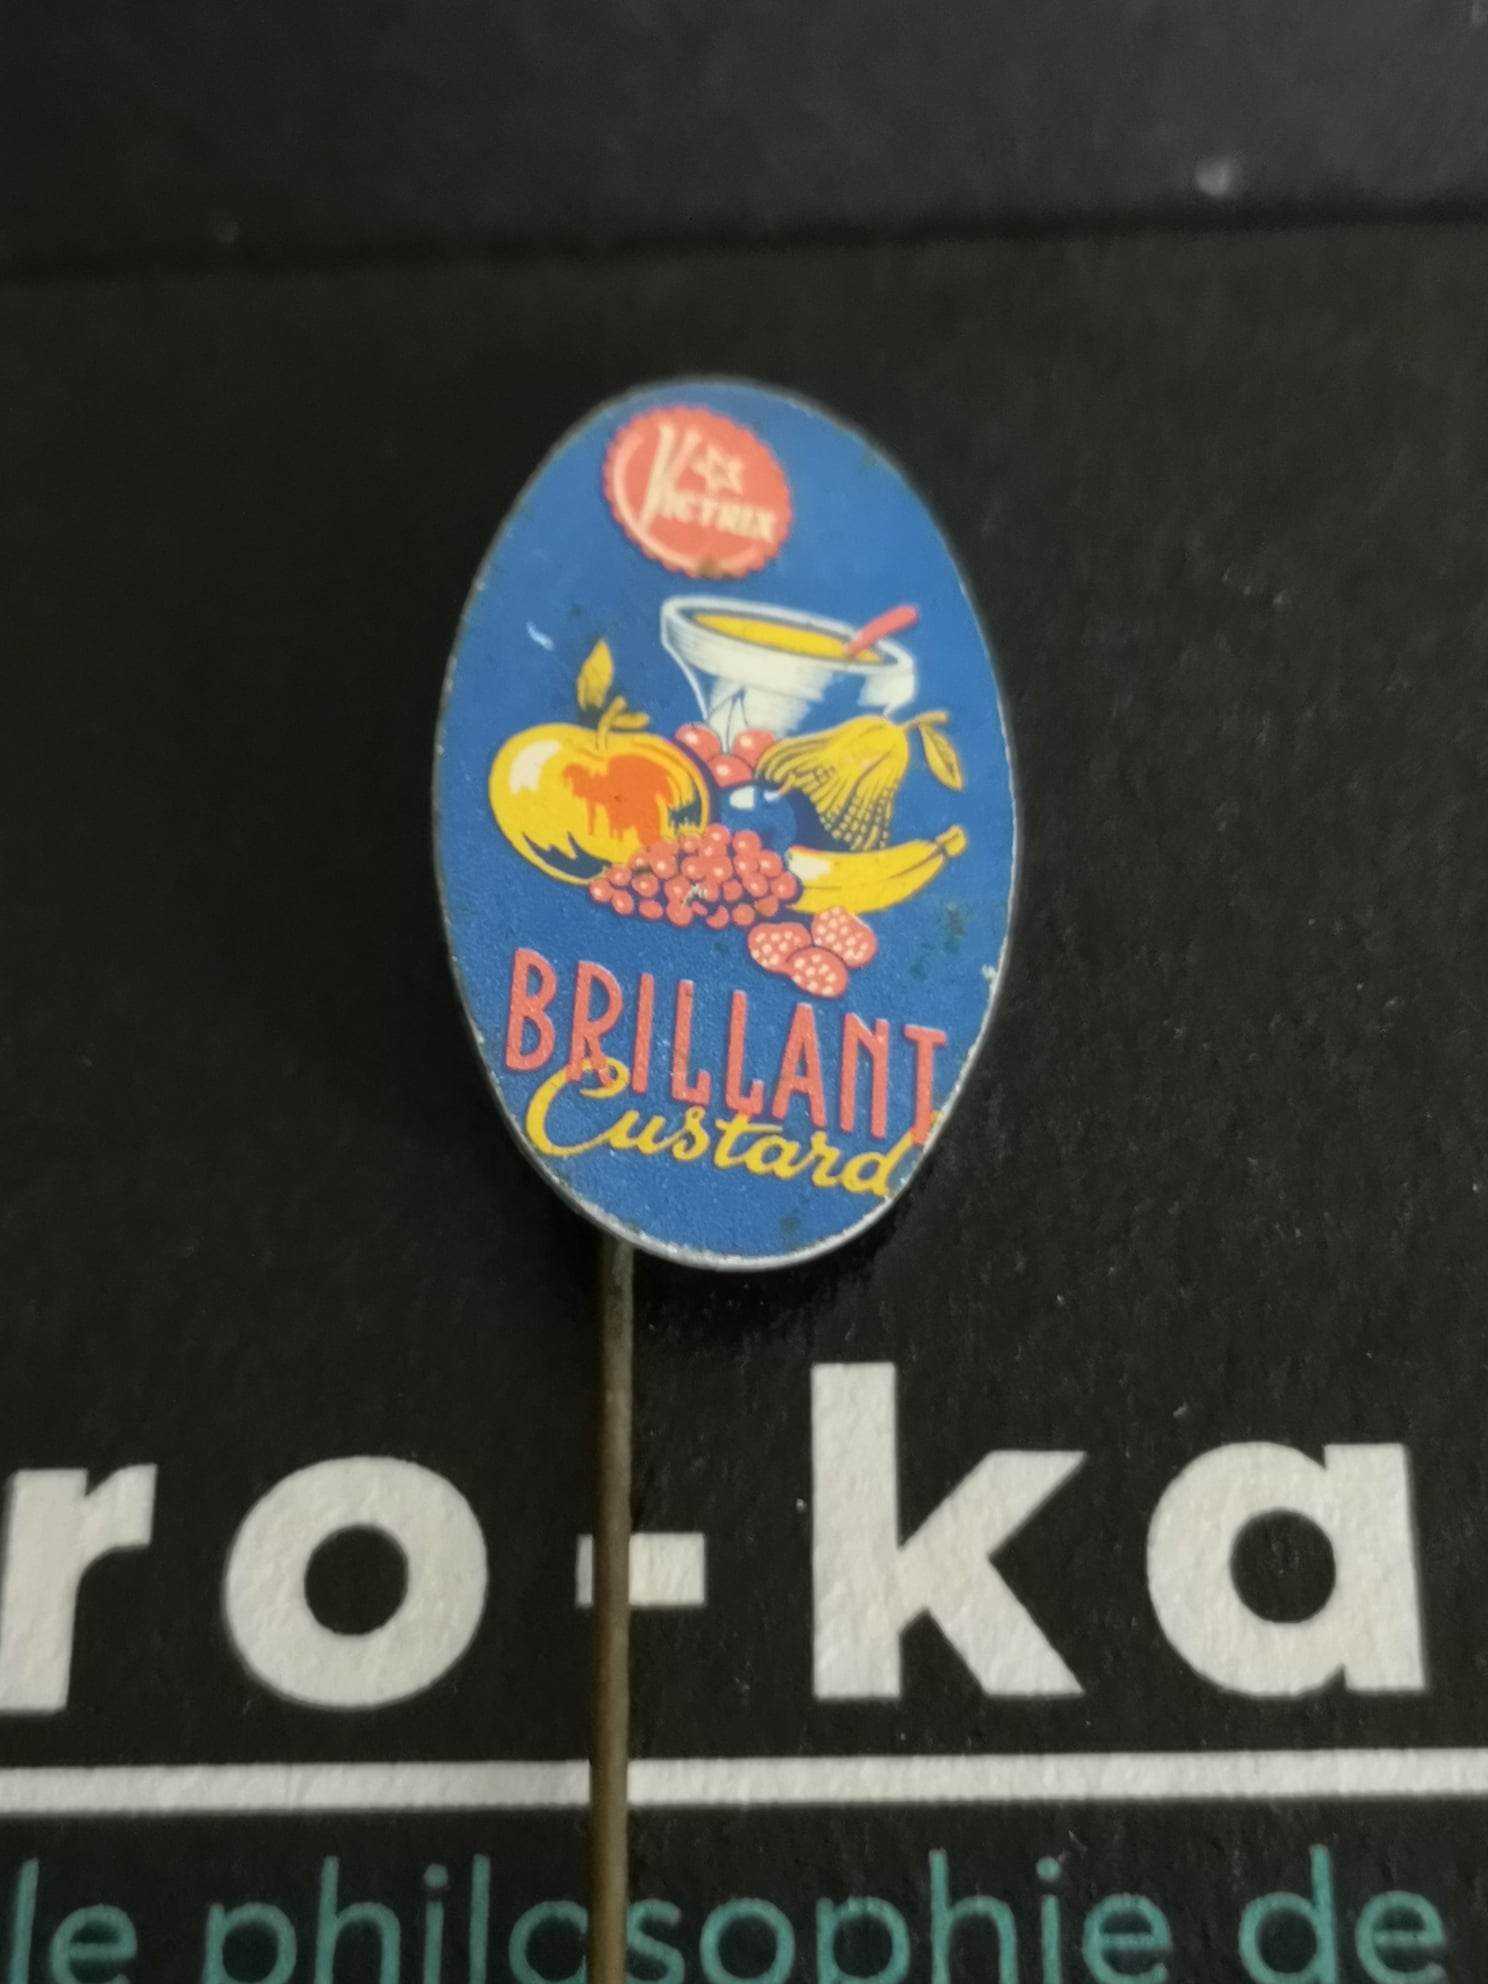 VICTRIX
BRILLANT
Custard
ro-ka
le philosophie de